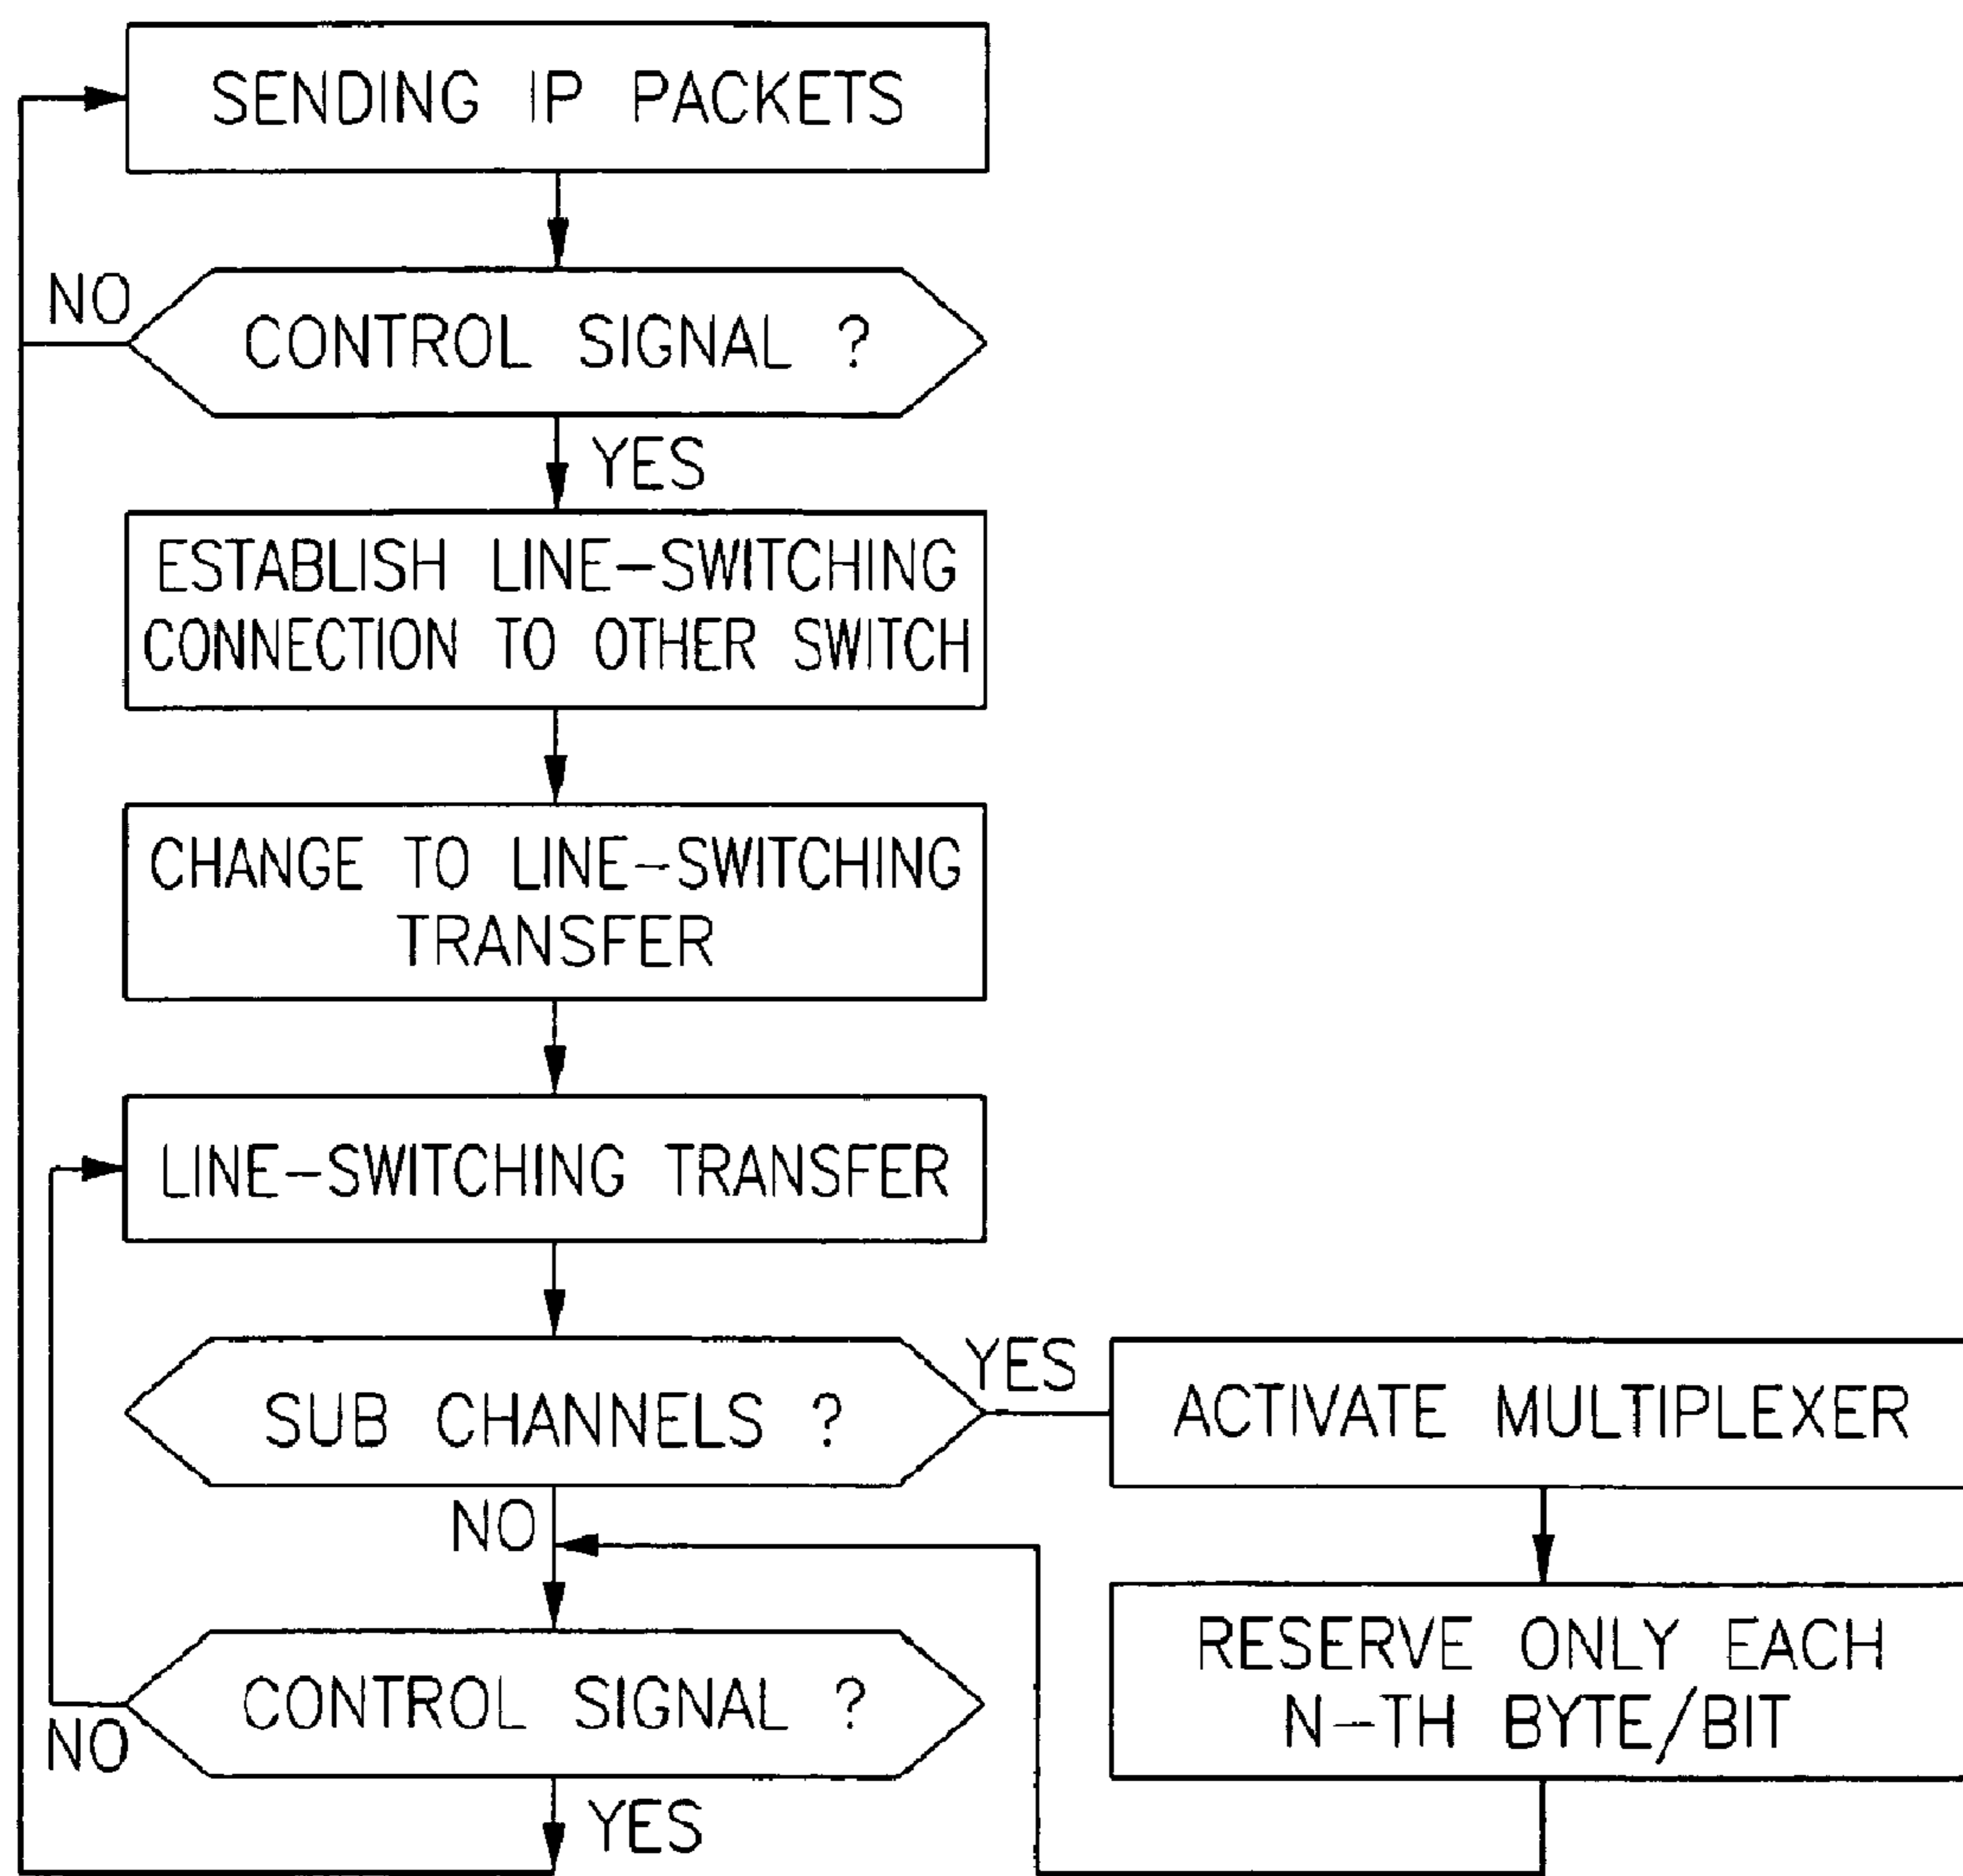 SENDING IP PACKETS
NO
CONTROL SIGNAL ?
YES
ESTABLISH LINE-SWITCHING
CONNECTION TO OTHER SWITCH
CHANGE TO LINE-SWITCHING
TRANSFER
LINE-SWITCHING TRANSFER
SUB CHANNELS ?
YES
ACTIVATE MULTIPLEXER
NO
RESERVE ONLY EACH
N-TH BYTE/BIT
CONTROL SIGNAL ?
NO
YES